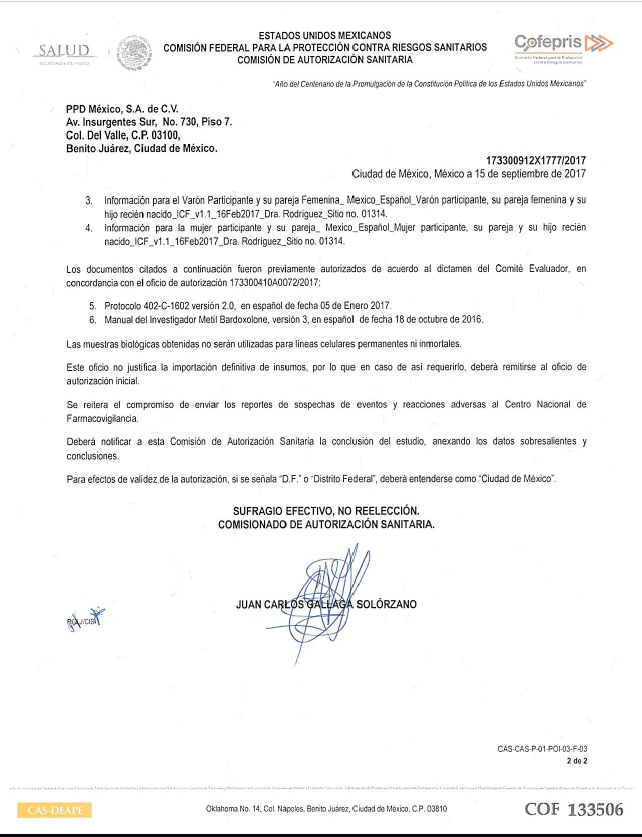 SALUD
SECRETARÍA DE SALUD
ESTADOS UNIDOS MEXICANOS
COMISIÓN FEDERAL PARA LA PROTECCIÓN CONTRA RIESGOS SANITARIOS
COMISIÓN DE AUTORIZACIÓN SANITARIA
Cofepris
Comisión Federal para la Protección
contra Riesgos Sanitarios
"Año del Centenario de la Promulgación de la Constitución Política de los Estados Unidos Mexicanos"
PPD México, S.A. de C.V.
Av. Insurgentes Sur, No. 730, Piso 7.
Col. Del Valle, C.P. 03100,
Benito Juárez, Ciudad de México.
173300912X1777/2017
Ciudad de México, México a 15 de septiembre de 2017
3. Información para el Varón Participante y su pareja Femenina_ Mexico_Español_Varón participante, su pareja femenina y su
hijo recién nacido_ICF_v1.1_16Feb2017_Dra. Rodriguez_Sitio no. 01314.
4. Información para la mujer participante y su pareja_ Mexico_Español_Mujer participante, su pareja y su hijo recién
nacido_ICF_v1.1_16Feb2017_Dra. Rodriguez_Sitio no. 01314.
Los documentos citados a continuación fueron previamente autorizados de acuerdo al dictamen del Comité Evaluador, en
concordancia con el oficio de autorización 173300410A0072/2017:
5. Protocolo 402-C-1602 versión 2.0, en español de fecha 05 de Enero 2017.
6. Manual del Investigador Metil Bardoxolone, versión 3, en español de fecha 18 de octubre de 2016.
Las muestras biológicas obtenidas no serán utilizadas para líneas celulares permanentes ni inmortales.
Este oficio no justifica la importación definitiva de insumos, por lo que en caso de así requerirlo, deberá remitirse al oficio de
autorización inicial.
Se reitera el compromiso de enviar los reportes de sospechas de eventos y reacciones adversas al Centro Nacional de
Farmacovigilancia.
Deberá notificar a esta Comisión de Autorización Sanitaria la conclusión del estudio, anexando los datos sobresalientes y
conclusiones.
Para efectos de validez de la autorización, si se señala "D.F." o "Distrito Federal", deberá entenderse como "Ciudad de México".
SUFRAGIO EFECTIVO, NO REELECCIÓN.
COMISIONADO DE AUTORIZACIÓN SANITARIA.
JUAN CARLOS GALLAGA SOLÓRZANO
CAS-CAS-P-01-POI-03-F-03
2 de 2
CAS-DEAPE
Oklahoma No. 14, Col. Nápoles, Benito Juárez, Ciudad de México, C.P. 03810
COF 133506